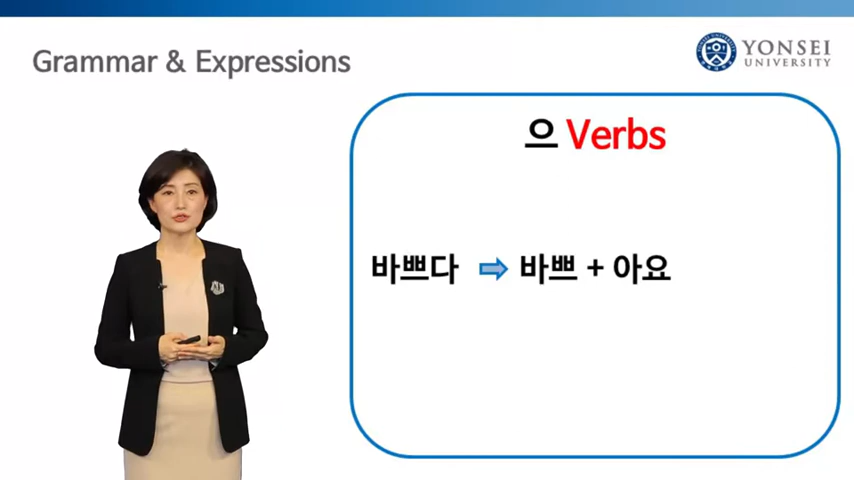 Grammar & Expressions
YONSEI
UNIVERSITY
으 Verbs
바쁘다 ➡ 바쁘 + 아요